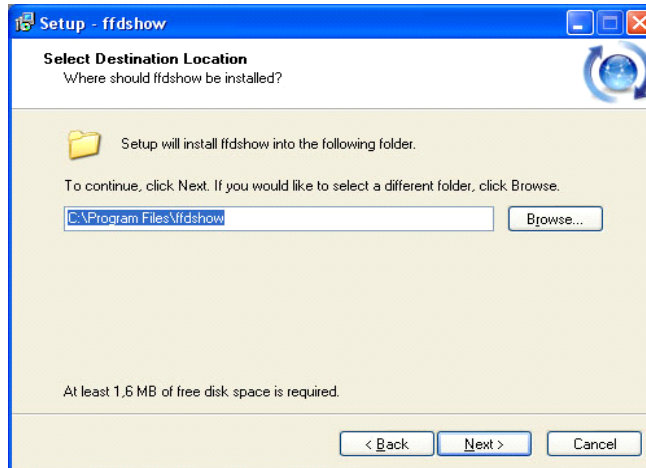 Setup - ffdshow
Select Destination Location
Where should ffdshow be installed?
Setup will install ffdshow into the following folder.
To continue, click Next. If you would like to select a different folder, click Browse.
C:\Program Files\ffdshow
Browse...
At least 1,6 MB of free disk space is required.
< Back
Next >
Cancel